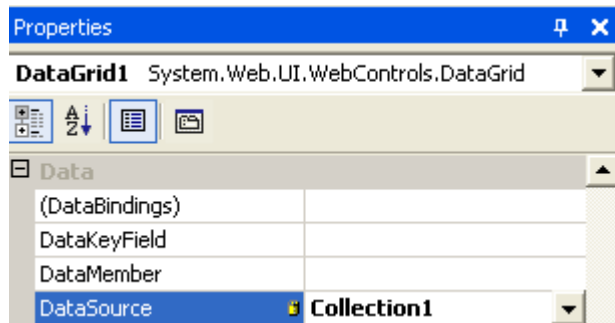 Properties
DataGrid1 System.Web.UI.WebControls.DataGrid
Data
(DataBindings)
DataKeyField
DataMember
DataSource Collection1